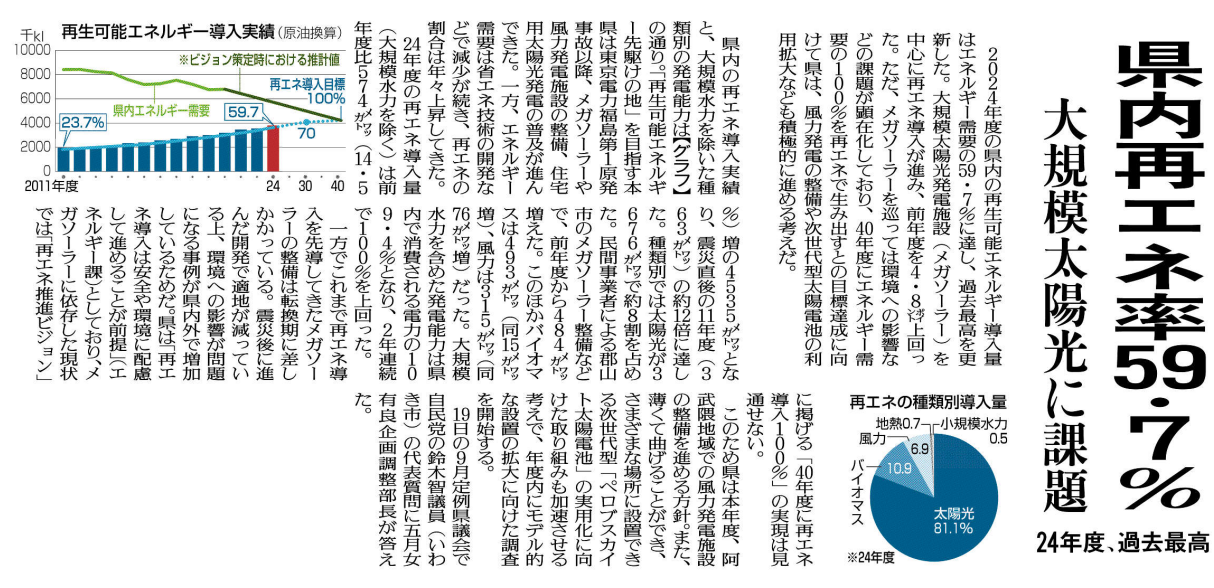 県内再エネ率59・7%
大規模太陽光に課題
24年度、過去最高
2024年度の県内の再生可能エネルギー導入量
はエネルギー需要の59・7%に達し、過去最高を更
新した。大規模太陽光発電施設(メガソーラー)を
中心に再エネ導入が進み、前年度を4・8㌽上回っ
た。ただ、メガソーラーを巡っては環境への影響な
どの課題が顕在化しており、40年度にエネルギー需
要の100%を再エネで生み出すとの目標達成に向
けて県は、風力発電の整備や次世代型太陽電池の利
用拡大なども積極的に進める考えだ。
県内の再エネ導入実績
と、大規模水力を除いた種
類別の発電能力は【グラフ】
の通り。「再生可能エネルギ
ー先駆けの地」を目指す本
県は東京電力福島第1原発
事故以降、メガソーラーや
風力発電施設の整備、住宅
用太陽光発電の普及が進ん
できた。一方、エネルギー
需要は省エネ技術の開発な
どで減少が続き、再エネの
割合は年々上昇してきた。
24年度の再エネ導入量
(大規模水力を除く)は前
年度比574㍋㍗(14・5
%)増の4535㍋㍗とな
り、震災直後の11年度(3
63㍋㍗)の約12倍に達し
た。種類別では太陽光が3
676㍋㍗で約8割を占め
た。民間事業者による郡山
市のメガソーラー整備など
で、前年度から484㍋㍗
増えた。このほかバイオマ
スは493㍋㍗(同15㍋㍗
増)、風力は315㍋㍗(同
76㍋㍗増)だった。大規模
水力を含めた発電能力は県
内で消費される電力の10
9・4%となり、2年連続
で100%を上回った。
一方でこれまで再エネ導
入を先導してきたメガソー
ラーの整備は転換期に差し
かかっている。震災後に進
んだ開発で適地が減ってい
る上、環境への影響が問題
になる事例が県内外で増加
しているためだ。県は「再エ
ネ導入は安全や環境に配慮
して進めることが前提」(エ
ネルギー課)としており、メ
ガソーラーに依存した現状
では「再エネ推進ビジョン」
に掲げる「40年度に再エネ
導入100%」の実現は見
通せない。
このため県は本年度、阿
武隈地域での風力発電施設
の整備を進める方針。また、
薄くて曲げることができ、
さまざまな場所に設置でき
る次世代型「ペロブスカイ
ト太陽電池」の実用化に向
けた取り組みも加速させる
考えで、年度内にモデル的
な設置の拡大に向けた調査
を開始する。
19日の9月定例県議会で
自民党の鈴木智議員(いわ
き市)の代表質問に五月女
有良企画調整部長が答え
た。
再生可能エネルギー導入実績(原油換算)
千kl
10000
8000
6000
4000
2000
0
※ビジョン策定時における推計値
県内エネルギー需要
再エネ導入目標
100%
23.7%
59.7
70
2011年度
24
30
40
再エネの種類別導入量
地熱0.7
小規模水力
0.5
風力
6.9
バイオマス
10.9
太陽光
81.1%
※24年度